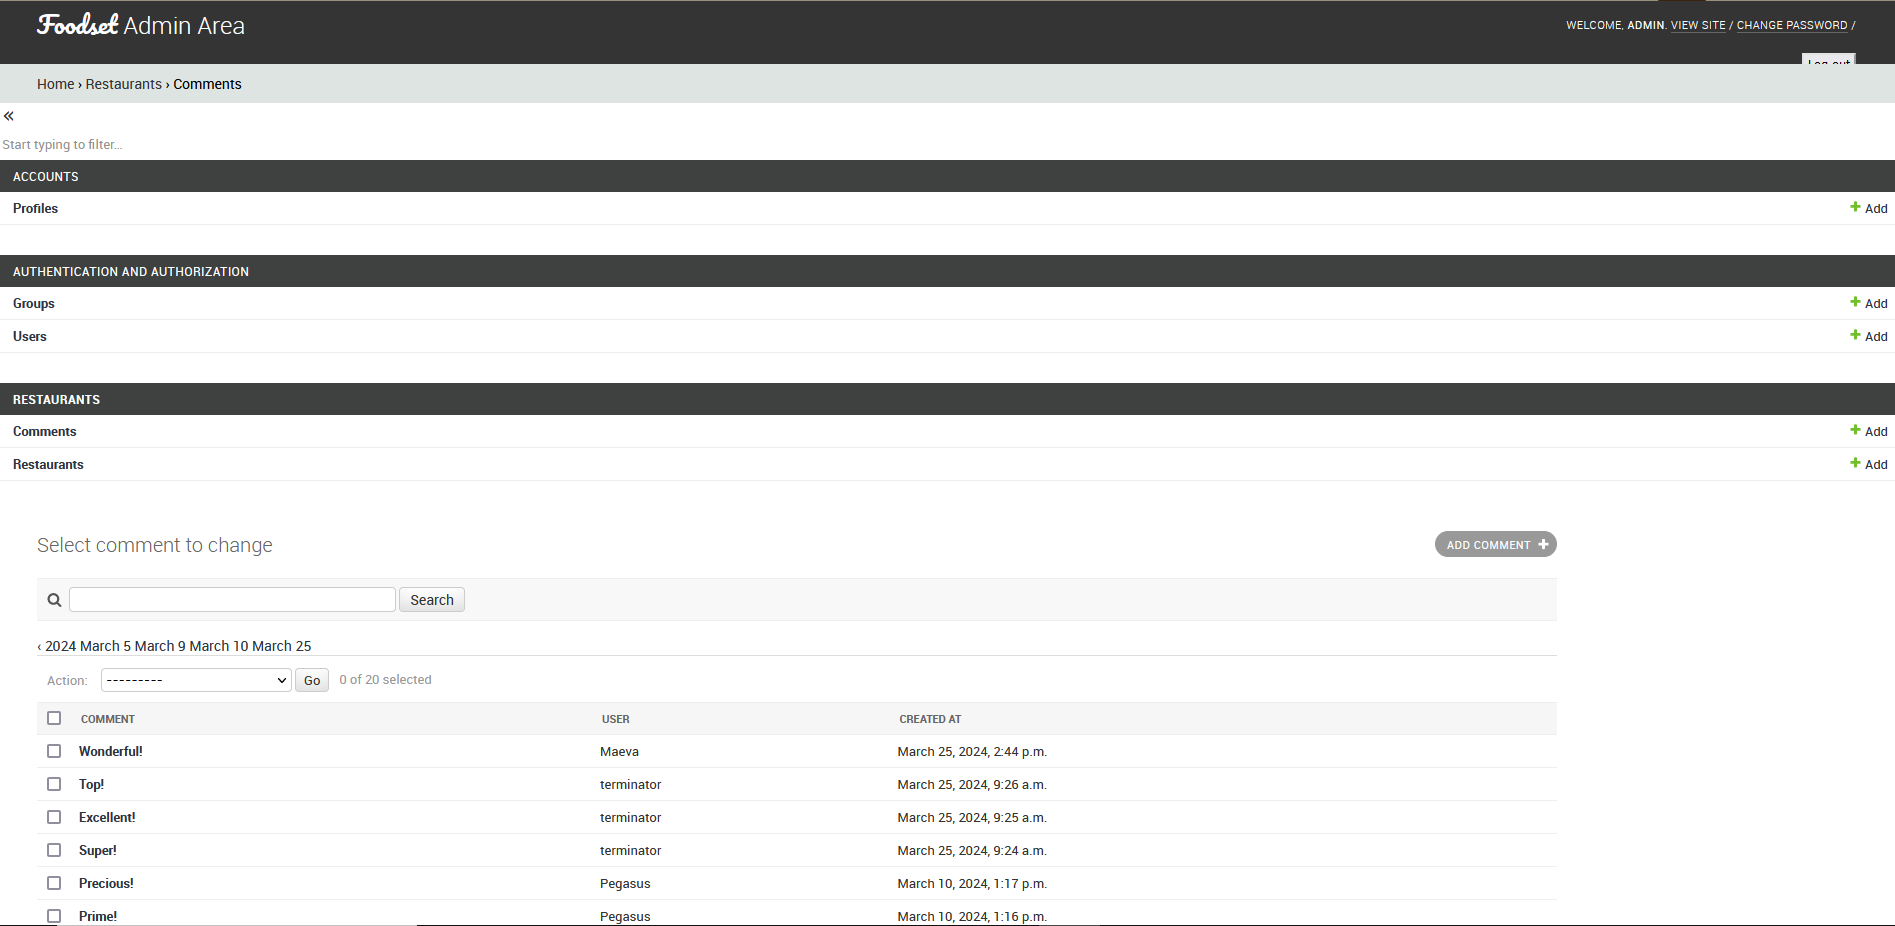 Foodset Admin Area
WELCOME, ADMIN. VIEW SITE / CHANGE PASSWORD /
Log out
Home › Restaurants › Comments
«
Start typing to filter...
ACCOUNTS
Profiles + Add
AUTHENTICATION AND AUTHORIZATION
Groups + Add
Users + Add
RESTAURANTS
Comments + Add
Restaurants + Add
Select comment to change
ADD COMMENT +
Search
‹ 2024 March 5 March 9 March 10 March 25
Action: --------- Go 0 of 20 selected
COMMENT USER CREATED AT
Wonderful! Maeva March 25, 2024, 2:44 p.m.
Top! terminator March 25, 2024, 9:26 a.m.
Excellent! terminator March 25, 2024, 9:25 a.m.
Super! terminator March 25, 2024, 9:24 a.m.
Precious! Pegasus March 10, 2024, 1:17 p.m.
Prime! Pegasus March 10, 2024, 1:16 p.m.